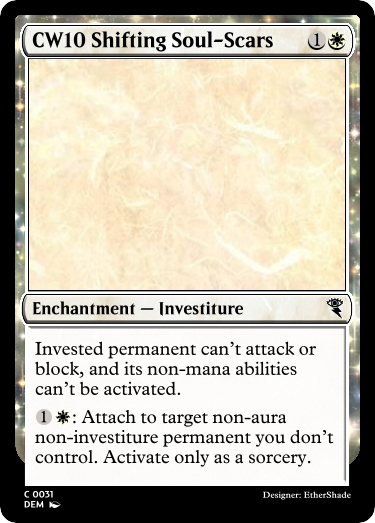 CW10 Shifting Soul-Scars 1
Enchantment — Investiture
Invested permanent can't attack or
block, and its non-mana abilities
can't be activated.
1 : Attach to target non-aura
non-investiture permanent you don't
control. Activate only as a sorcery.
C 0031
DEM
Designer: EtherShade